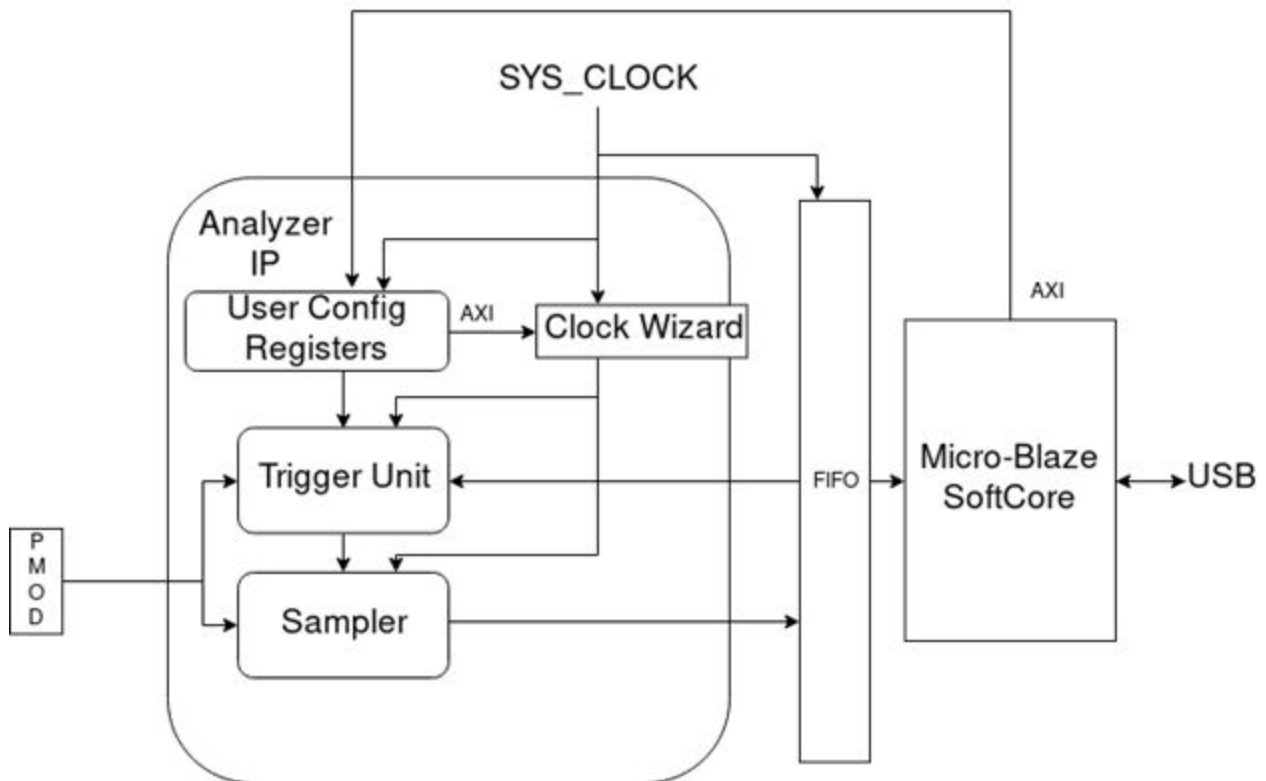 SYS_CLOCK
Analyzer
IP
User Config
Registers
AXI
Clock Wizard
AXI
Trigger Unit
FIFO
Micro-Blaze
SoftCore
USB
P
M
O
D
Sampler